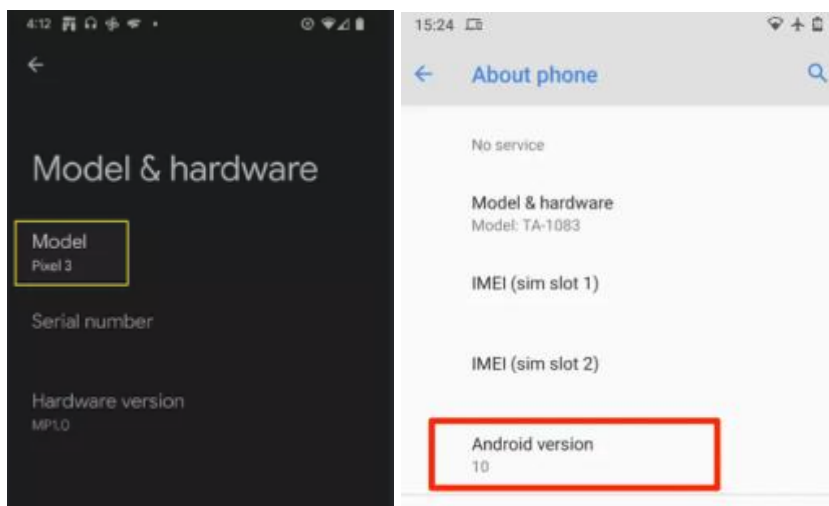 4:12
Model & hardware
Model
Pixel 3
Serial number
Hardware version
MP1.0
15:24
About phone
No service
Model & hardware
Model: TA-1083
IMEI (sim slot 1)
IMEI (sim slot 2)
Android version
10